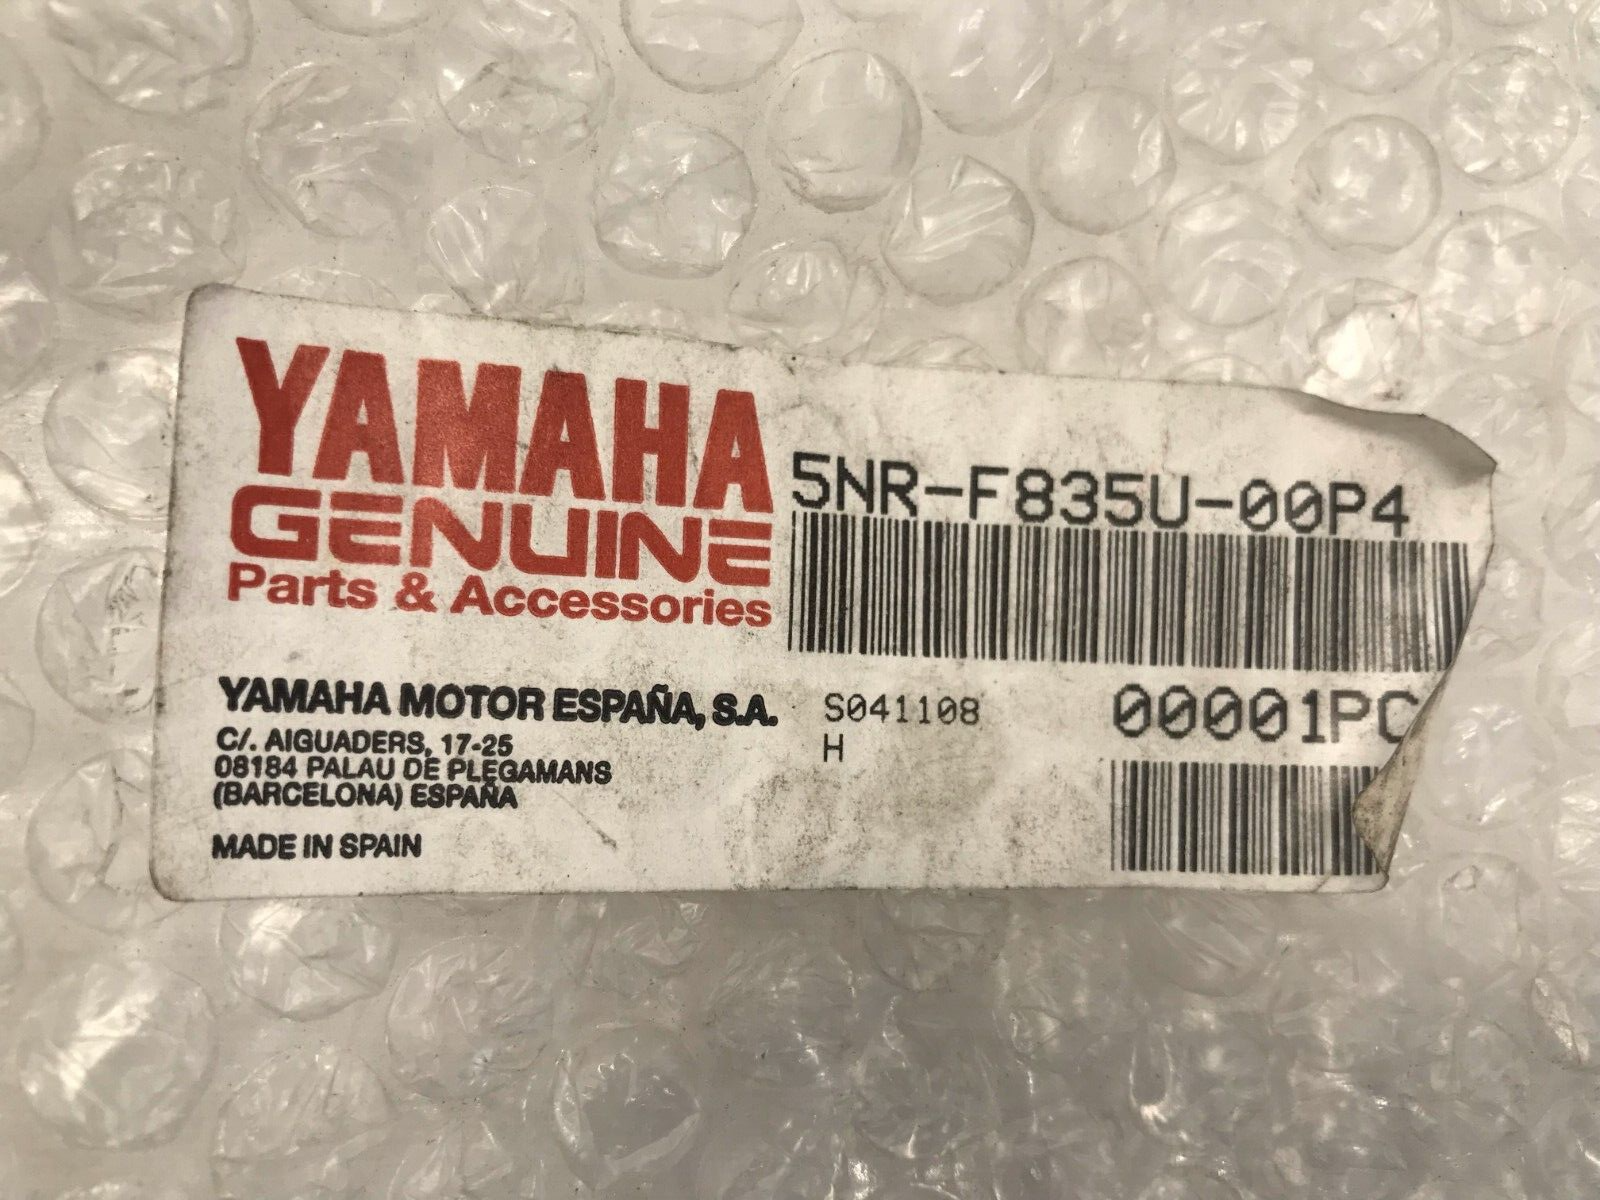 YAMAHA
GENUINE
Parts & Accessories
5NR-F835U-00P4
YAMAHA MOTOR ESPAÑA, S.A.
C/. AIGUADERS, 17-25
08184 PALAU DE PLEGAMANS
(BARCELONA) ESPAÑA
MADE IN SPAIN
S041108
H
00001PC